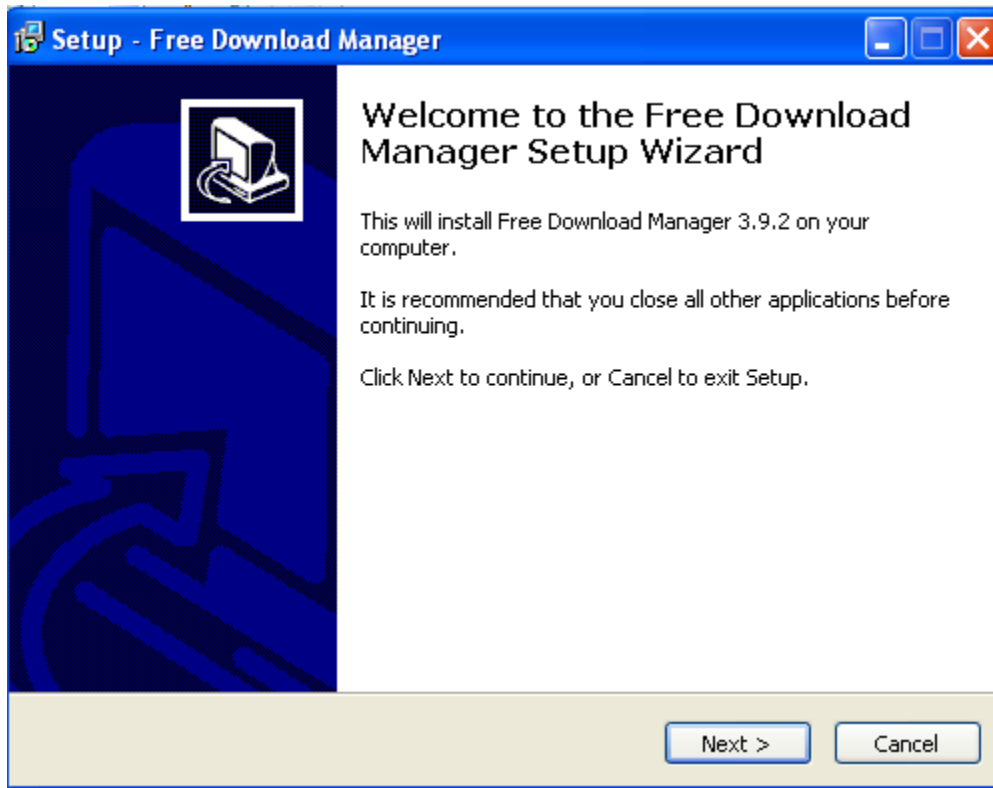 Setup - Free Download Manager
Welcome to the Free Download
Manager Setup Wizard
This will install Free Download Manager 3.9.2 on your
computer.
It is recommended that you close all other applications before
continuing.
Click Next to continue, or Cancel to exit Setup.
Next >
Cancel